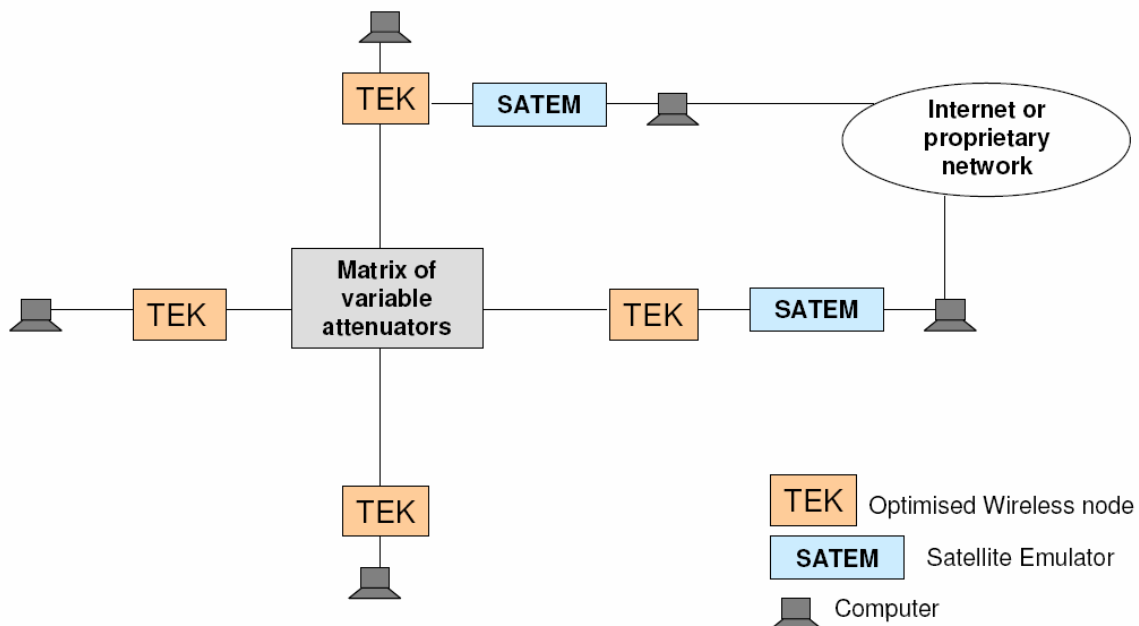 TEK
SATEM
Internet or
proprietary
network
Matrix of
variable
attenuators
TEK
TEK
SATEM
TEK
TEK
Optimised Wireless node
SATEM
Satellite Emulator
Computer